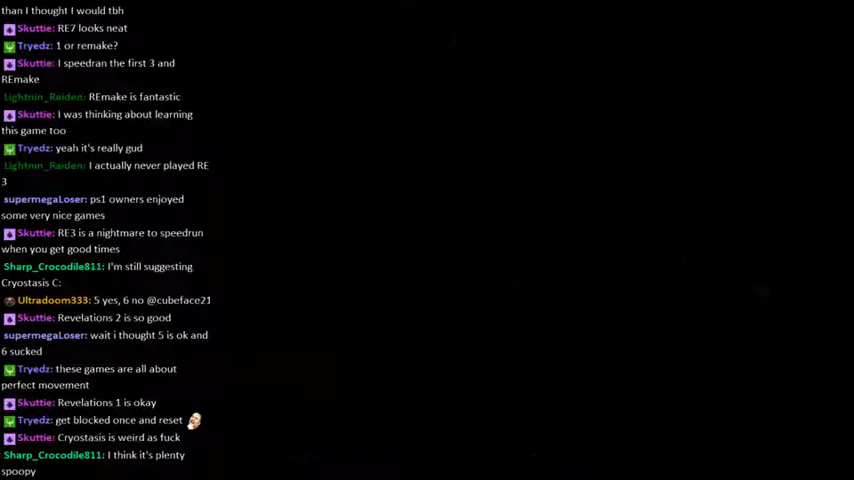 than I thought I would tbh
Skuttie: RE7 looks neat
Tryedz: 1 or remake?
Skuttie: I speedran the first 3 and
REmake
Lightnin_Raiden: REmake is fantastic
Skuttie: I was thinking about learning
this game too
Tryedz: yeah it's really gud
Lightnin_Raiden: I actually never played RE
3
supermegaLoser: ps1 owners enjoyed
some very nice games
Skuttie: RE3 is a nightmare to speedrun
when you get good times
Sharp_Crocodile811: I'm still suggesting
Cryostasis C:
Ultradoom333: 5 yes, 6 no @cubeface21
Skuttie: Revelations 2 is so good
supermegaLoser: wait i thought 5 is ok and
6 sucked
Tryedz: these games are all about
perfect movement
Skuttie: Revelations 1 is okay
Tryedz: get blocked once and reset
Skuttie: Cryostasis is weird as fuck
Sharp_Crocodile811: I think it's plenty
spoopy